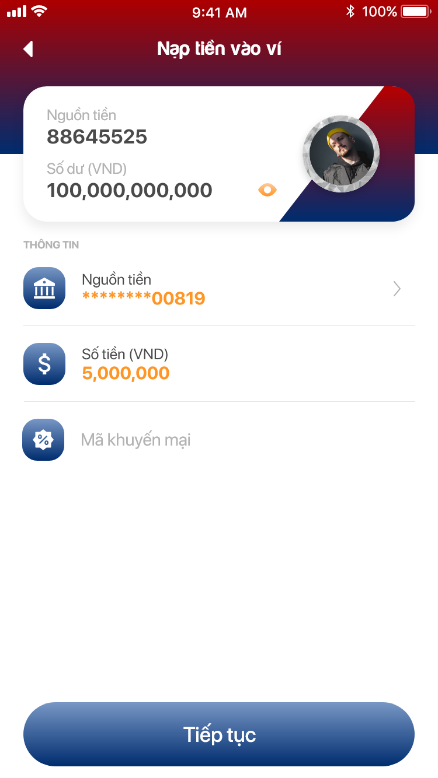 9:41 AM 100%
Nạp tiền vào ví
Nguồn tiền
88645525
Số dư (VND)
100,000,000,000
THÔNG TIN
Nguồn tiền
********00819
$
Số tiền (VND)
5,000,000
%
Mã khuyến mại
Tiếp tục